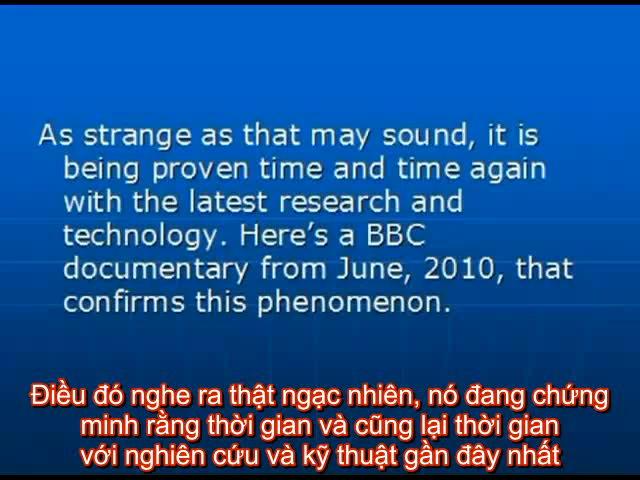 As strange as that may sound, it is
being proven time and time again
with the latest research and
technology. Here's a BBC
documentary from June, 2010, that
confirms this phenomenon.
Điều đó nghe ra thật ngạc nhiên, nó đang chứng
minh rằng thời gian và cũng lại thời gian
với nghiên cứu và kỹ thuật gần đây nhất